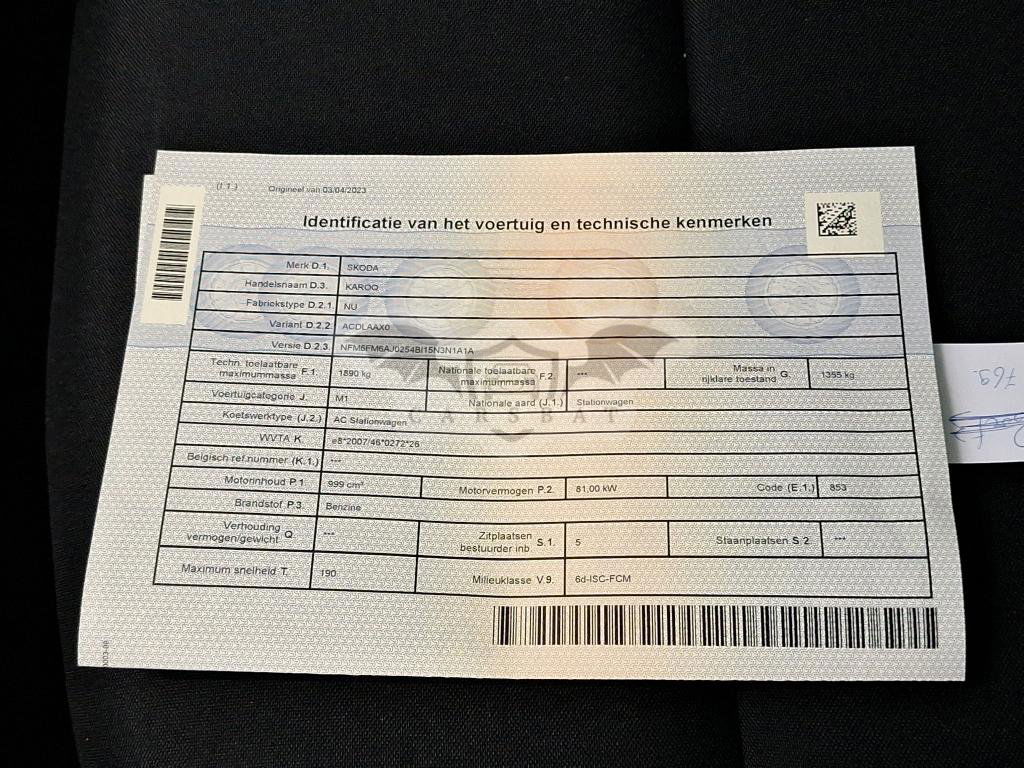 (I.T.) Origineel van 03/04/2023
Identificatie van het voertuig en technische kenmerken
Merk D.1. SKODA
Handelsnaam D.3. KAROQ
Fabriekstype D.2.1. NU
Variant D.2.2. ACDLAAX0
Versie D.2.3. NFM6FM6AJ0254BI15N3N1A1A
Techn. toelaatbare maximummassa F.1. 1890 kg Nationale toelaatbare maximummassa F.2. --- Massa in rijklare toestand G. 1355 kg
Voertuigcategorie J. M1 Nationale aard (J.1.) Stationwagen
Koetswerktype (J.2.) AC Stationwagen
CARSBAT
WVTA K. e8*2007/46*0272*26
Belgisch ref.nummer (K.1.) ---
Motorinhoud P.1 999 cm³ Motorvermogen P.2. 81,00 kW Code (E.1.) 853
Brandstof P.3. Benzine
Verhouding vermogen/gewicht Q. --- Zitplaatsen bestuurder inb. S.1. 5 Staanplaatsen S.2. ---
Maximum snelheid T. 190 Milieuklasse V.9. 6d-ISC-FCM
769.